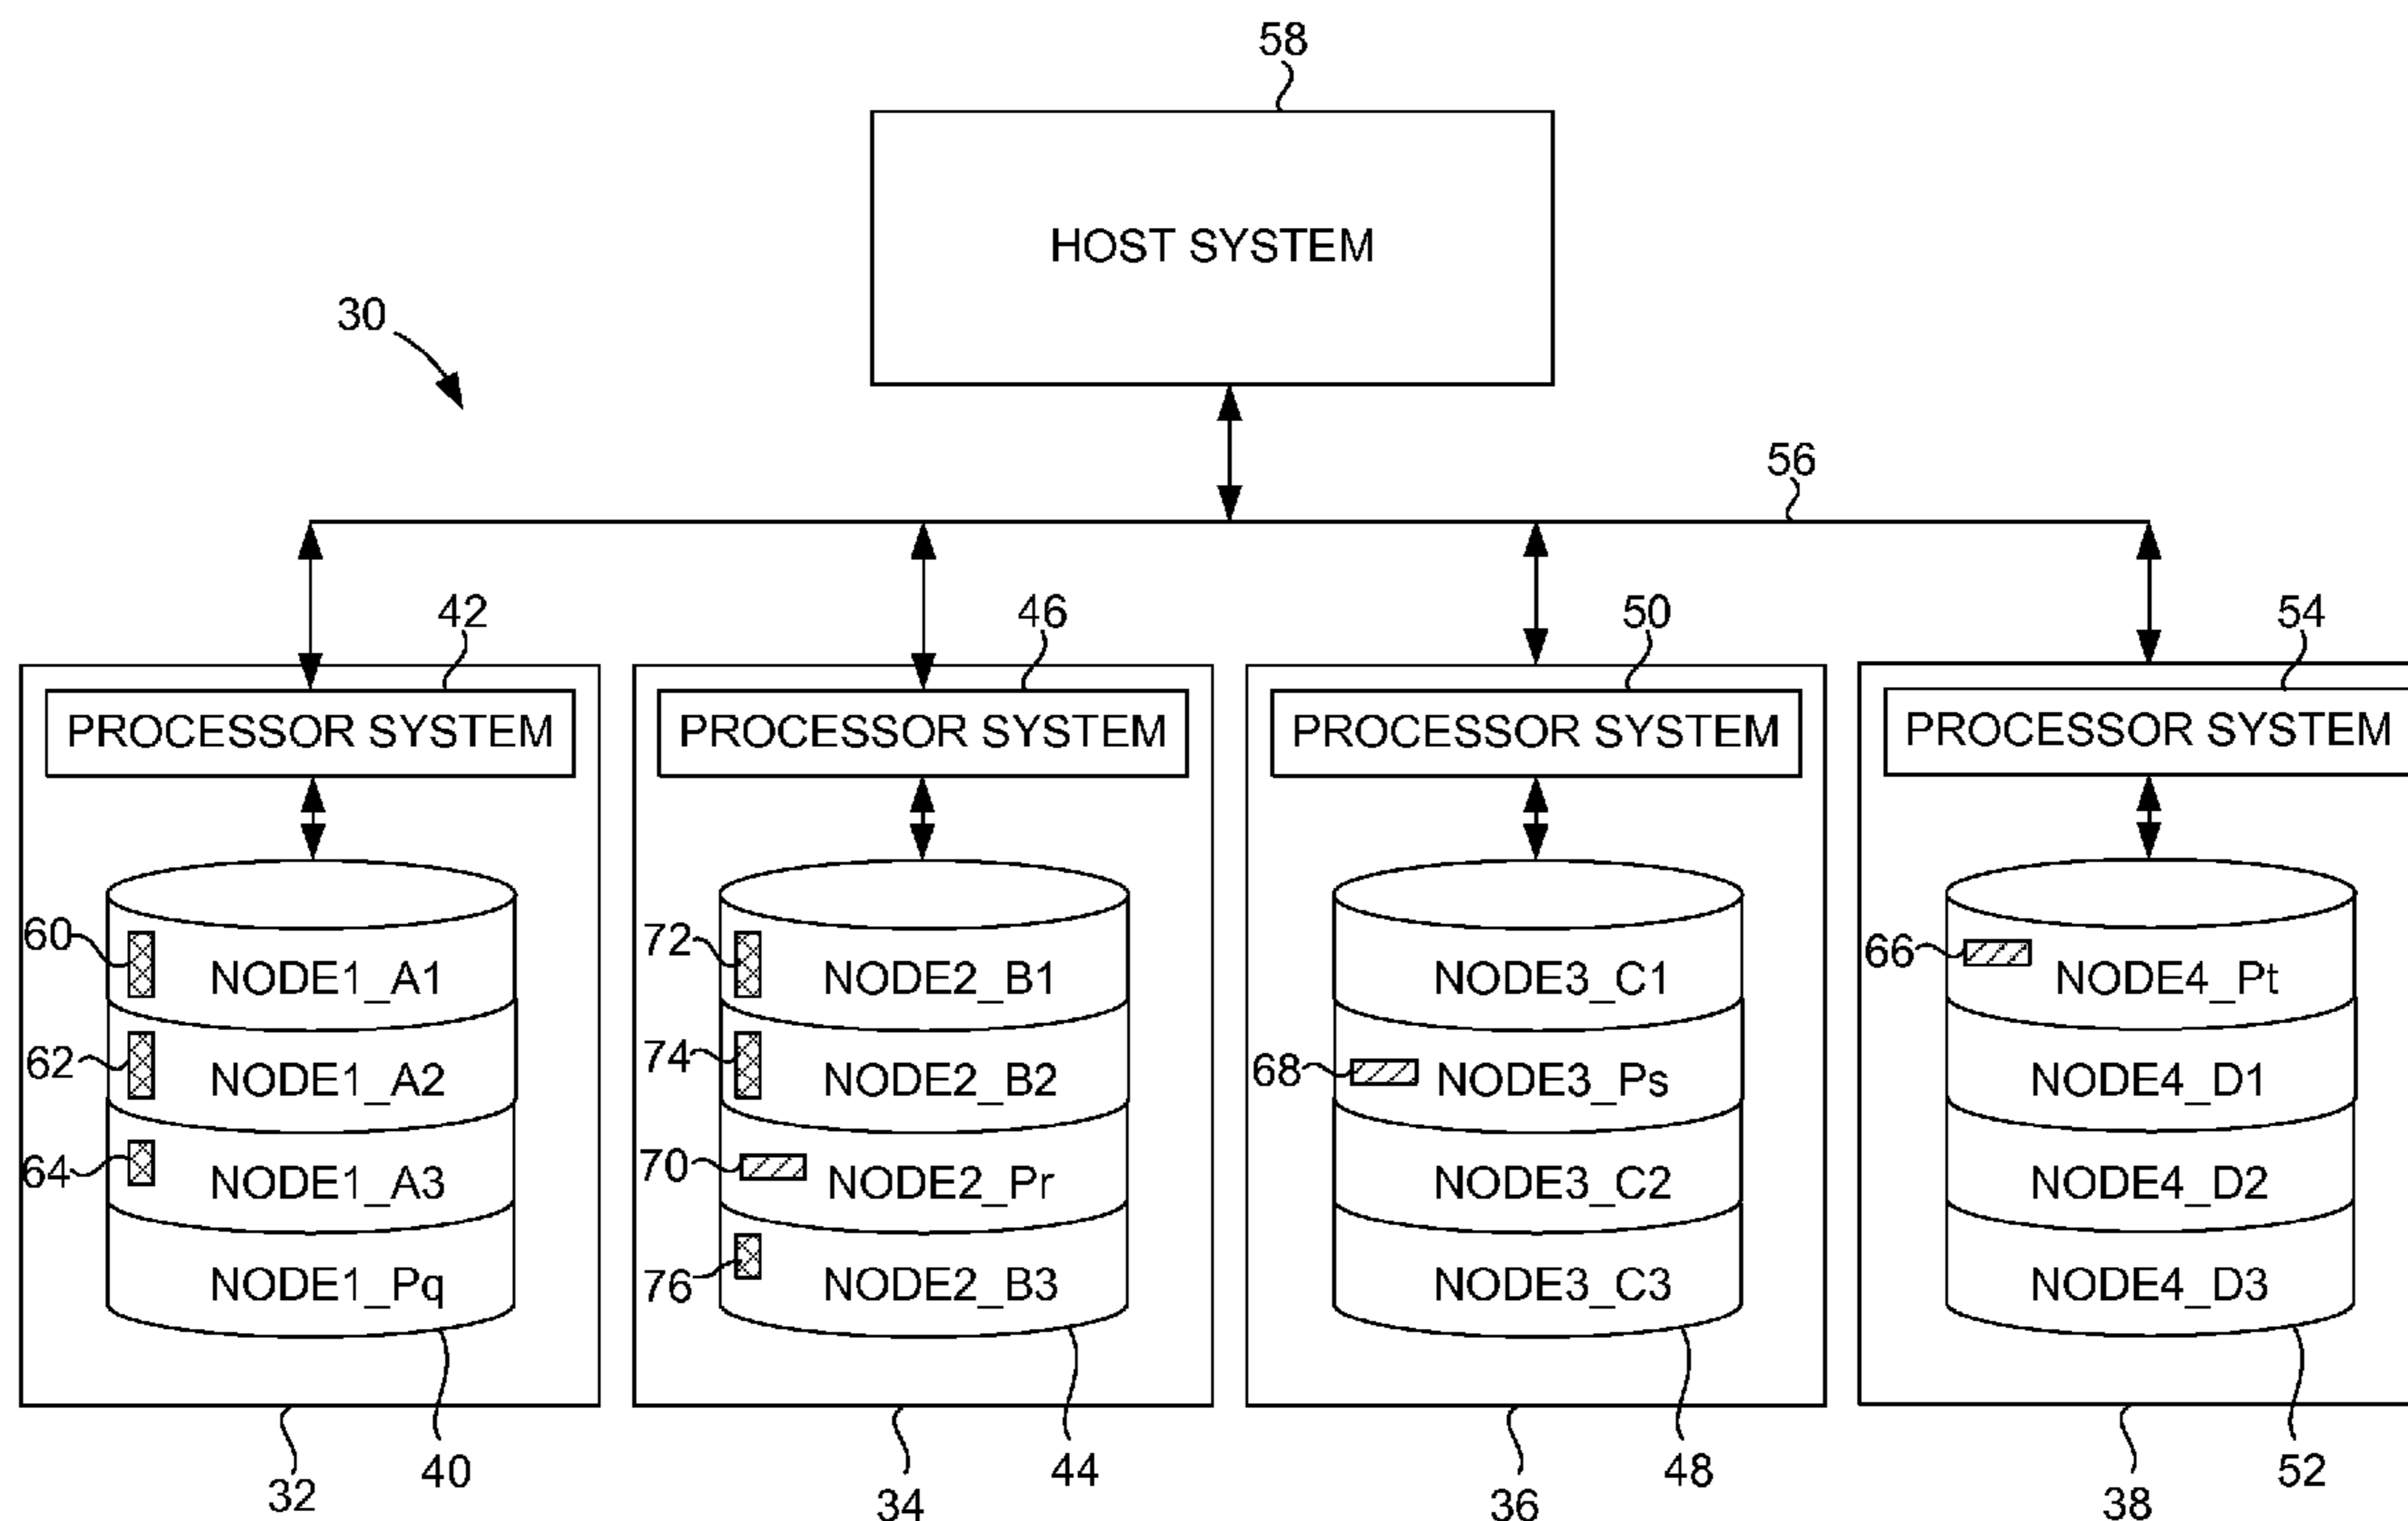 58
HOST SYSTEM
30
56
42 46 50 54
PROCESSOR SYSTEM PROCESSOR SYSTEM PROCESSOR SYSTEM PROCESSOR SYSTEM
60 NODE1_A1 72 NODE2_B1 NODE3_C1 66 NODE4_Pt
62 NODE1_A2 74 NODE2_B2 68 NODE3_Ps NODE4_D1
64 NODE1_A3 70 NODE2_Pr NODE3_C2 NODE4_D2
NODE1_Pq 76 NODE2_B3 NODE3_C3 NODE4_D3
32 40 34 44 36 48 38 52